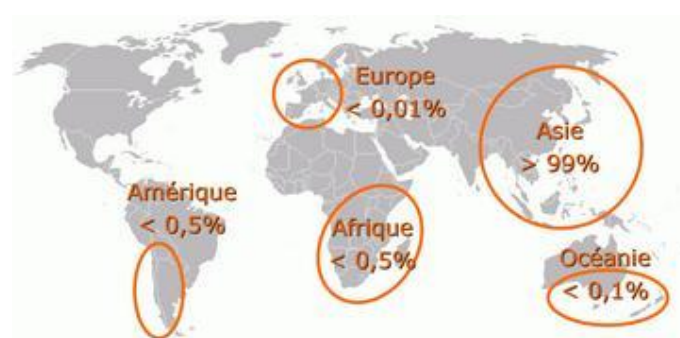 Europe
< 0,01%
Asie
> 99%
Amérique
< 0,5%
Afrique
< 0,5%
Océanie
< 0,1%